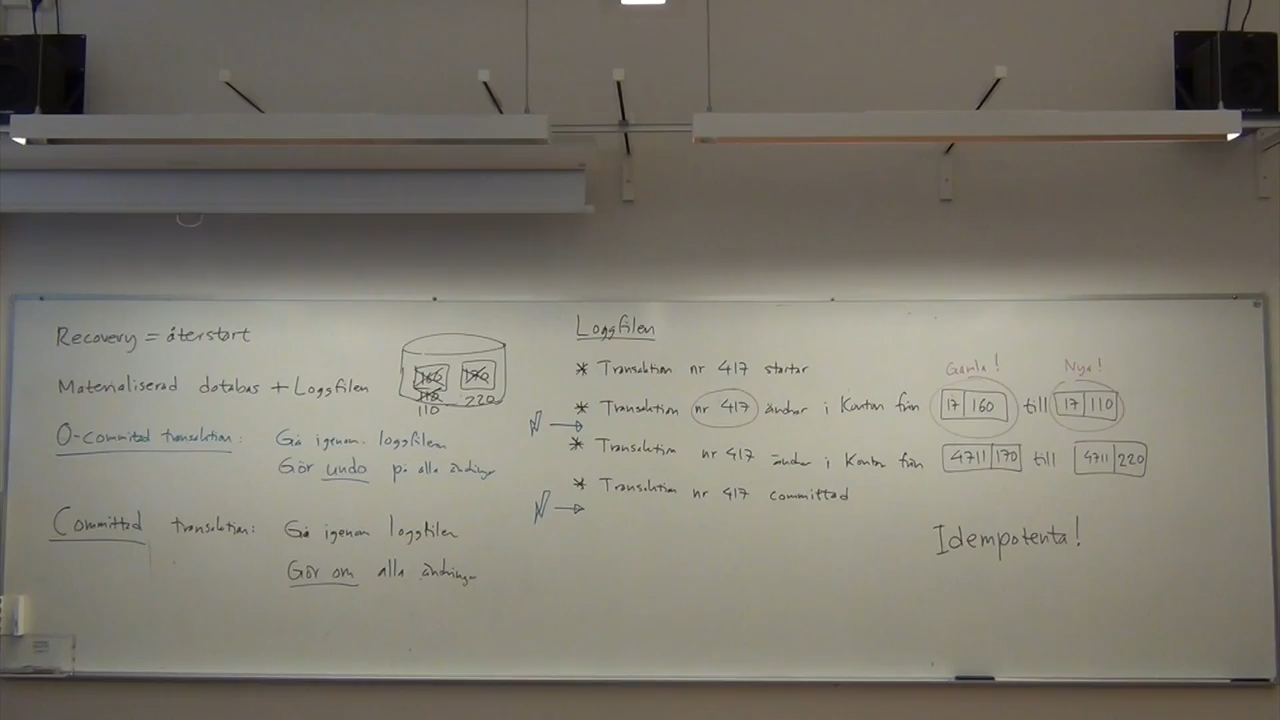 Recovery = återstart
Materialiserad databas + Loggfilen
160 170
110
110 220
O-committad transaktion: Gå igenom loggfilen
Gör undo på alla ändringar
Committad transaktion: Gå igenom loggfilen
Gör om alla ändringar
Loggfilen
* Transaktion nr 417 startar
Gamla! Nya!
* Transaktion nr 417 ändrar i Konton från 17 160 till 17 110
* Transaktion nr 417 ändrar i Konton från 4711 170 till 4711 220
* Transaktion nr 417 committad
Idempotenta!